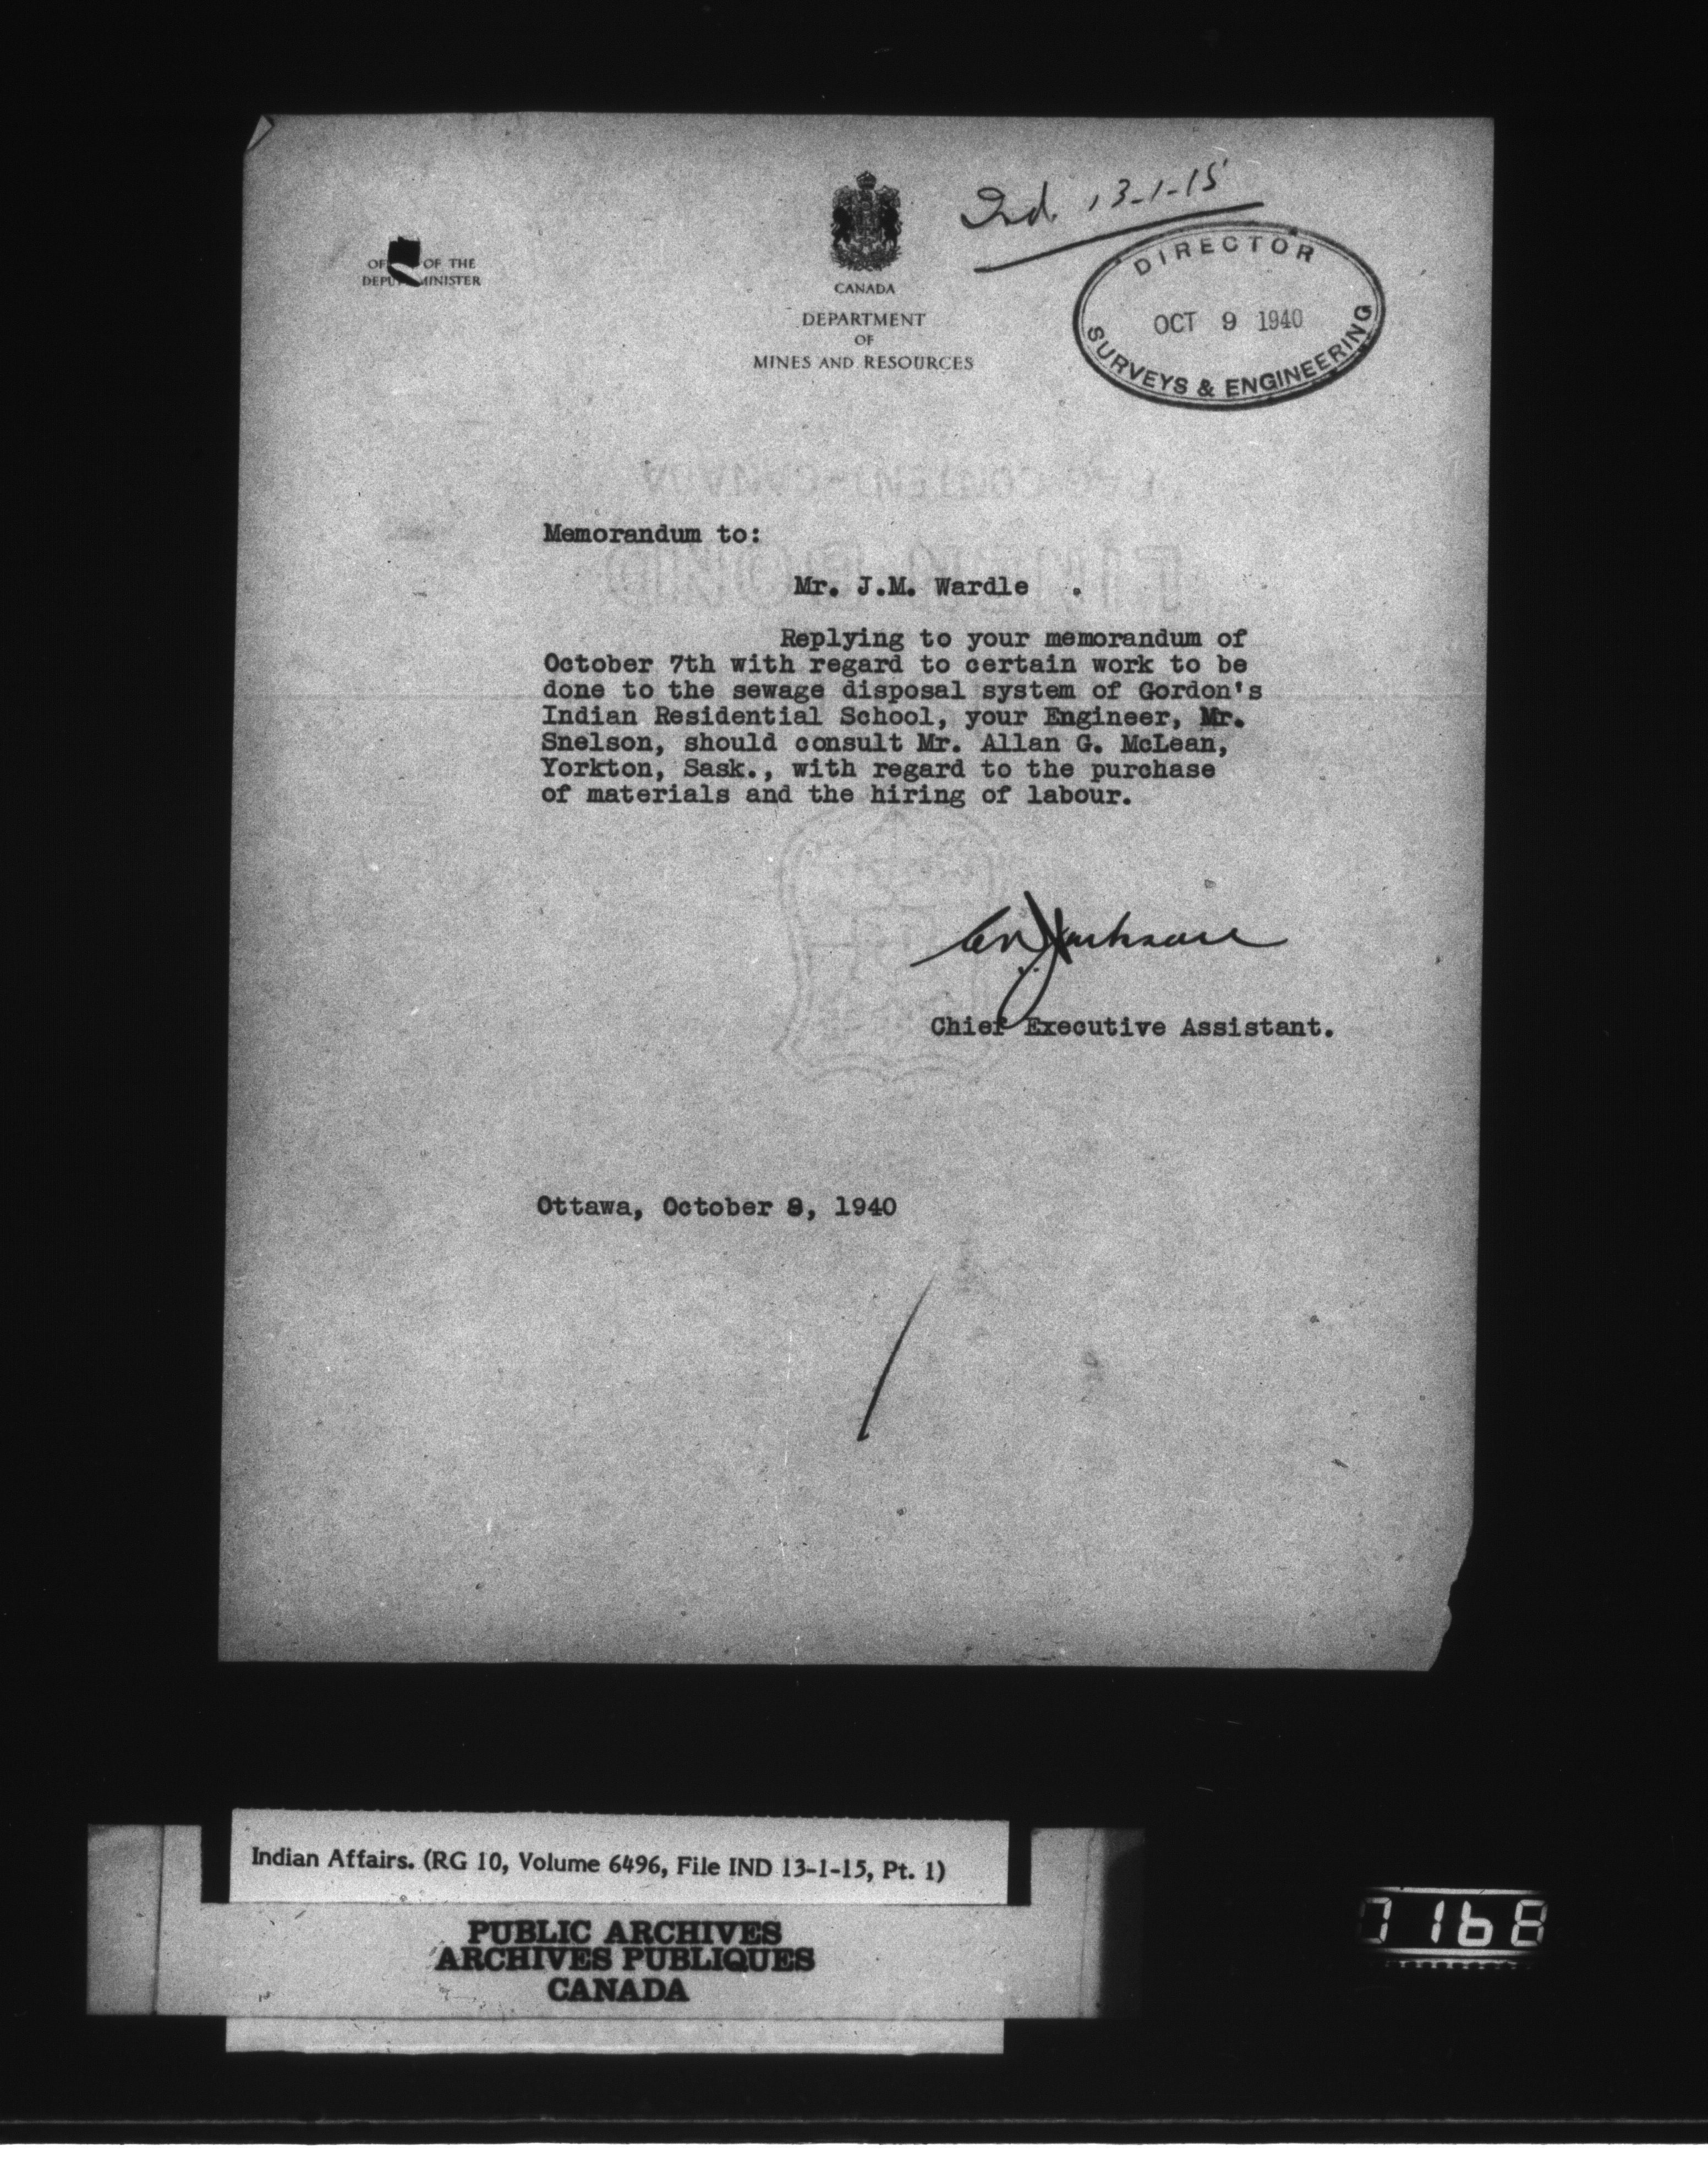 Ind. 13-1-15
OF THE
CANADA
DEPARTMENT
OF
MINES AND RESOURCES
DIRECTOR
OCT 9 1940
SURVEYS & ENGINEERING
Memorandum to:
Mr. J.M. Wardle .
Replying to your memorandum of
October 7th with regard to certain work to be
done to the sewage disposal system of Gordon's
Indian Residential School, your Engineer, Mr.
Snelson, should consult Mr. Allan G. McLean,
Yorkton, Sask., with regard to the purchase
of materials and the hiring of labour.
Chief Executive Assistant.
Ottawa, October 8, 1940
Indian Affairs. (RG 10, Volume 6496, File IND 13-1-15, Pt. 1)
PUBLIC ARCHIVES
ARCHIVES PUBLIQUES
CANADA
7168